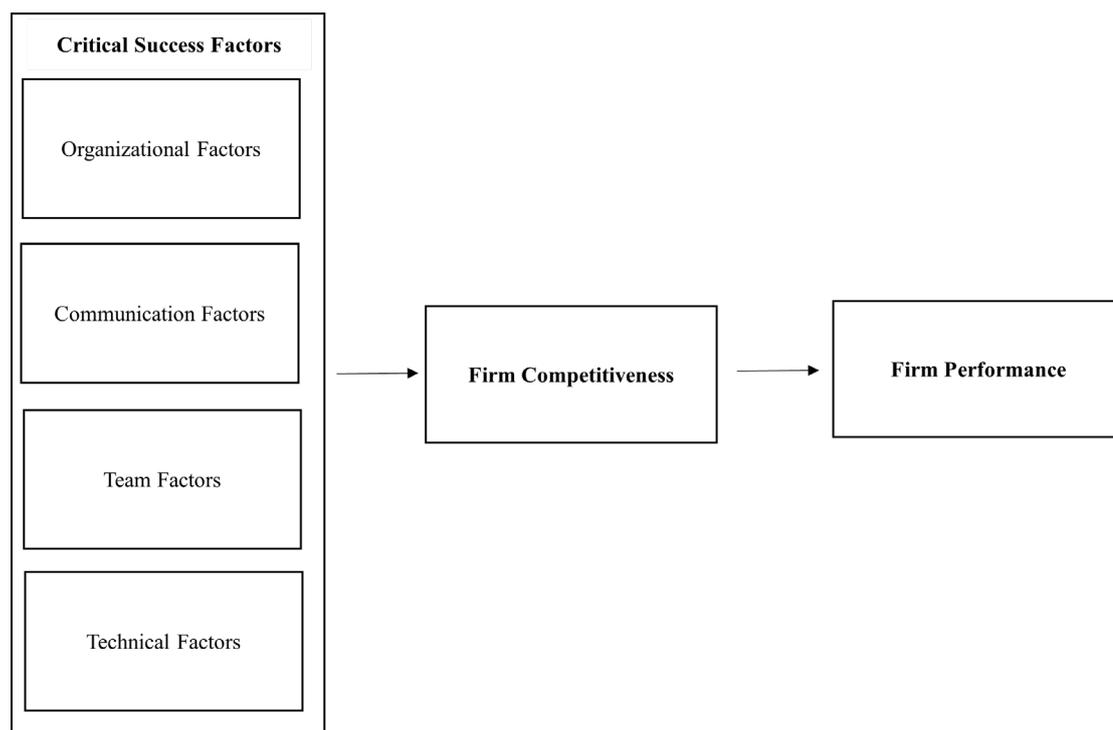 Critical Success Factors
Organizational Factors
Communication Factors
Team Factors
Technical Factors
Firm Competitiveness
Firm Performance